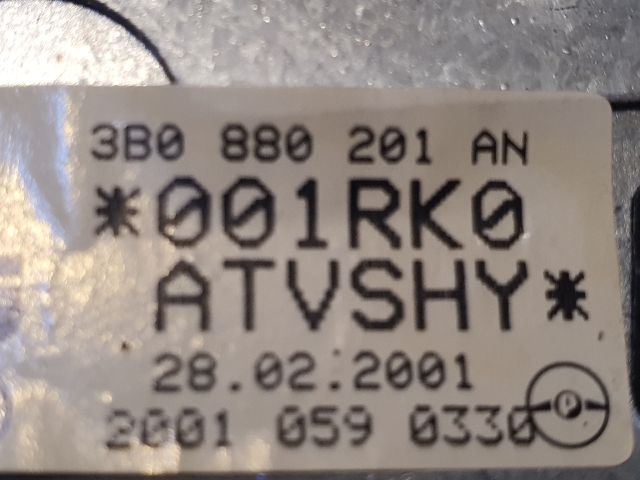 3B0 880 201 AN
*001RK0
ATVSHY*
28.02.2001
2001 059 0330